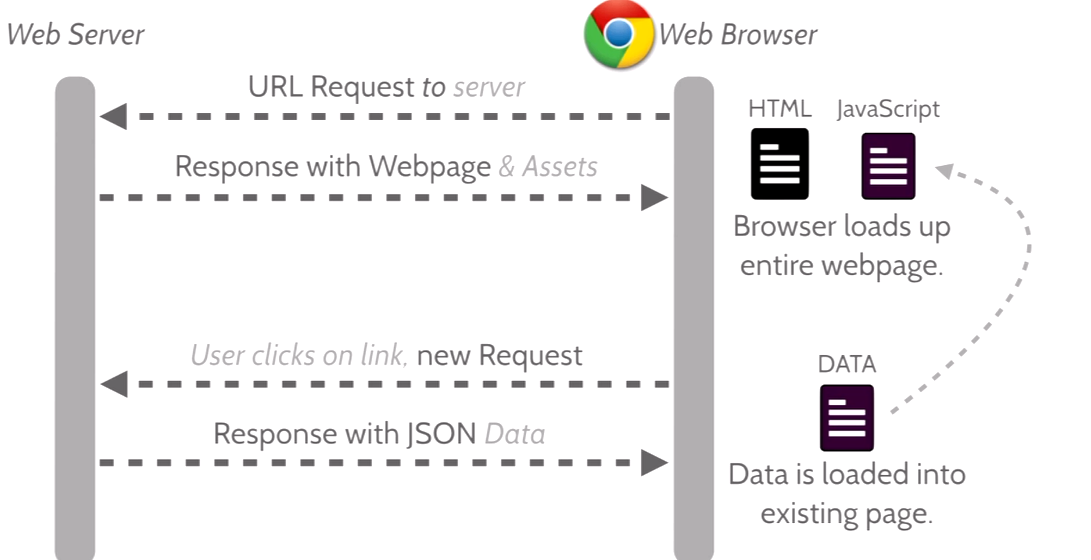 Web Server
Web Browser
URL Request to server
HTML
JavaScript
Response with Webpage & Assets
Browser loads up
entire webpage.
User clicks on link, new Request
DATA
Response with JSON Data
Data is loaded into
existing page.